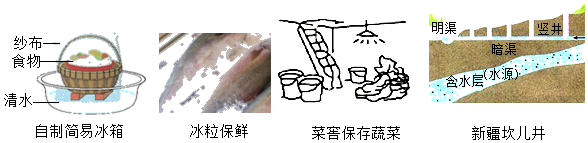 纱布
食物
清水
自制简易冰箱
冰粒保鲜
菜窖保存蔬菜
明渠
竖井
暗渠
含水层(水源)
新疆坎儿井